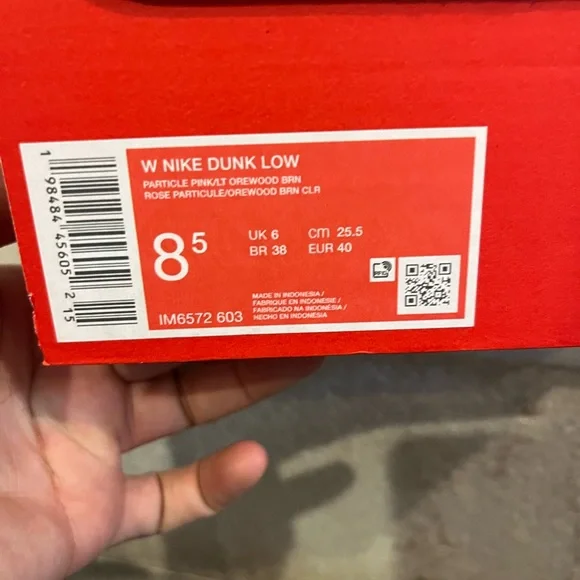 W NIKE DUNK LOW
PARTICLE PINK/LT OREWOOD BRN
ROSE PARTICULE/OREWOOD BRN CLR
8 5
UK 6 cm 25.5
BR 38 EUR 40
IM6572 603
MADE IN INDONESIA /
FABRIQUE EN INDONESIE /
FABRICADO NA INDONÉSIA /
HECHO EN INDONESIA
1 98484 45605 2 15